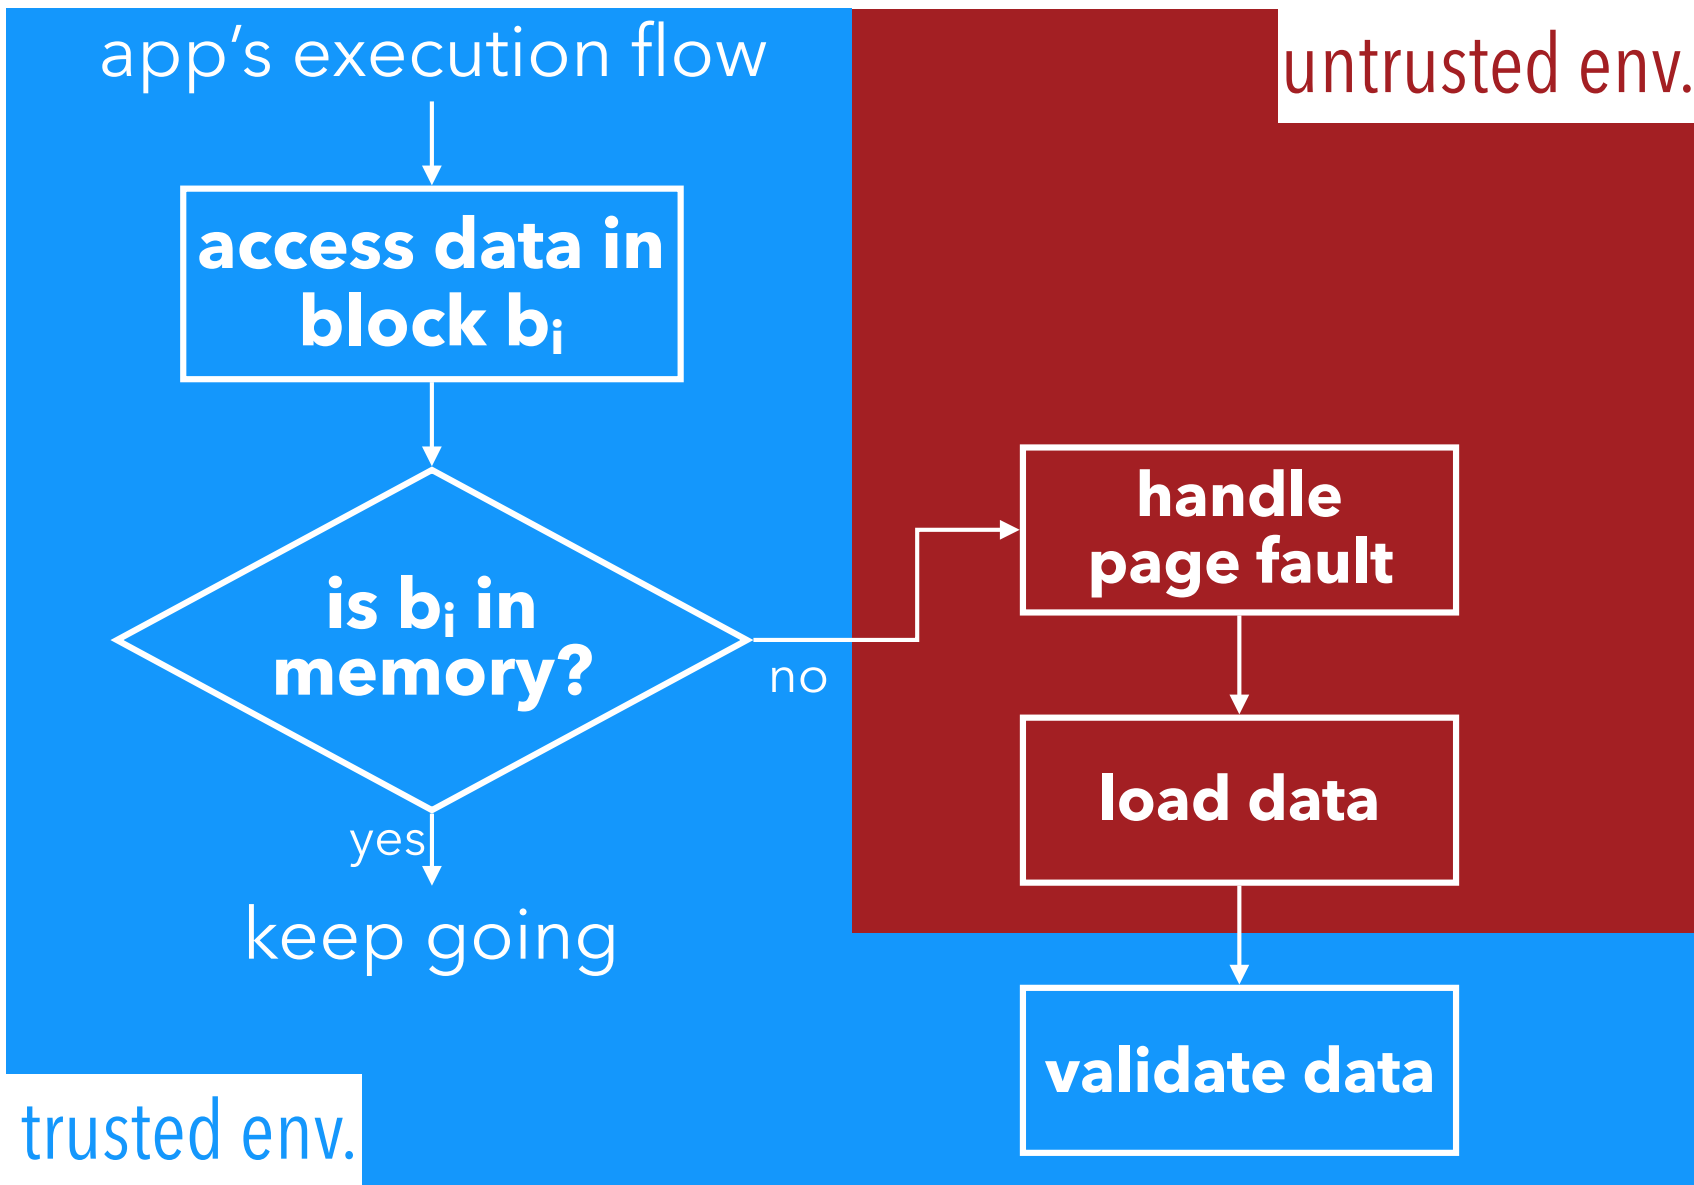 app’s execution flow
untrusted env.
access data in
block bᵢ
is bᵢ in
memory?
no
yes
keep going
handle
page fault
load data
validate data
trusted env.